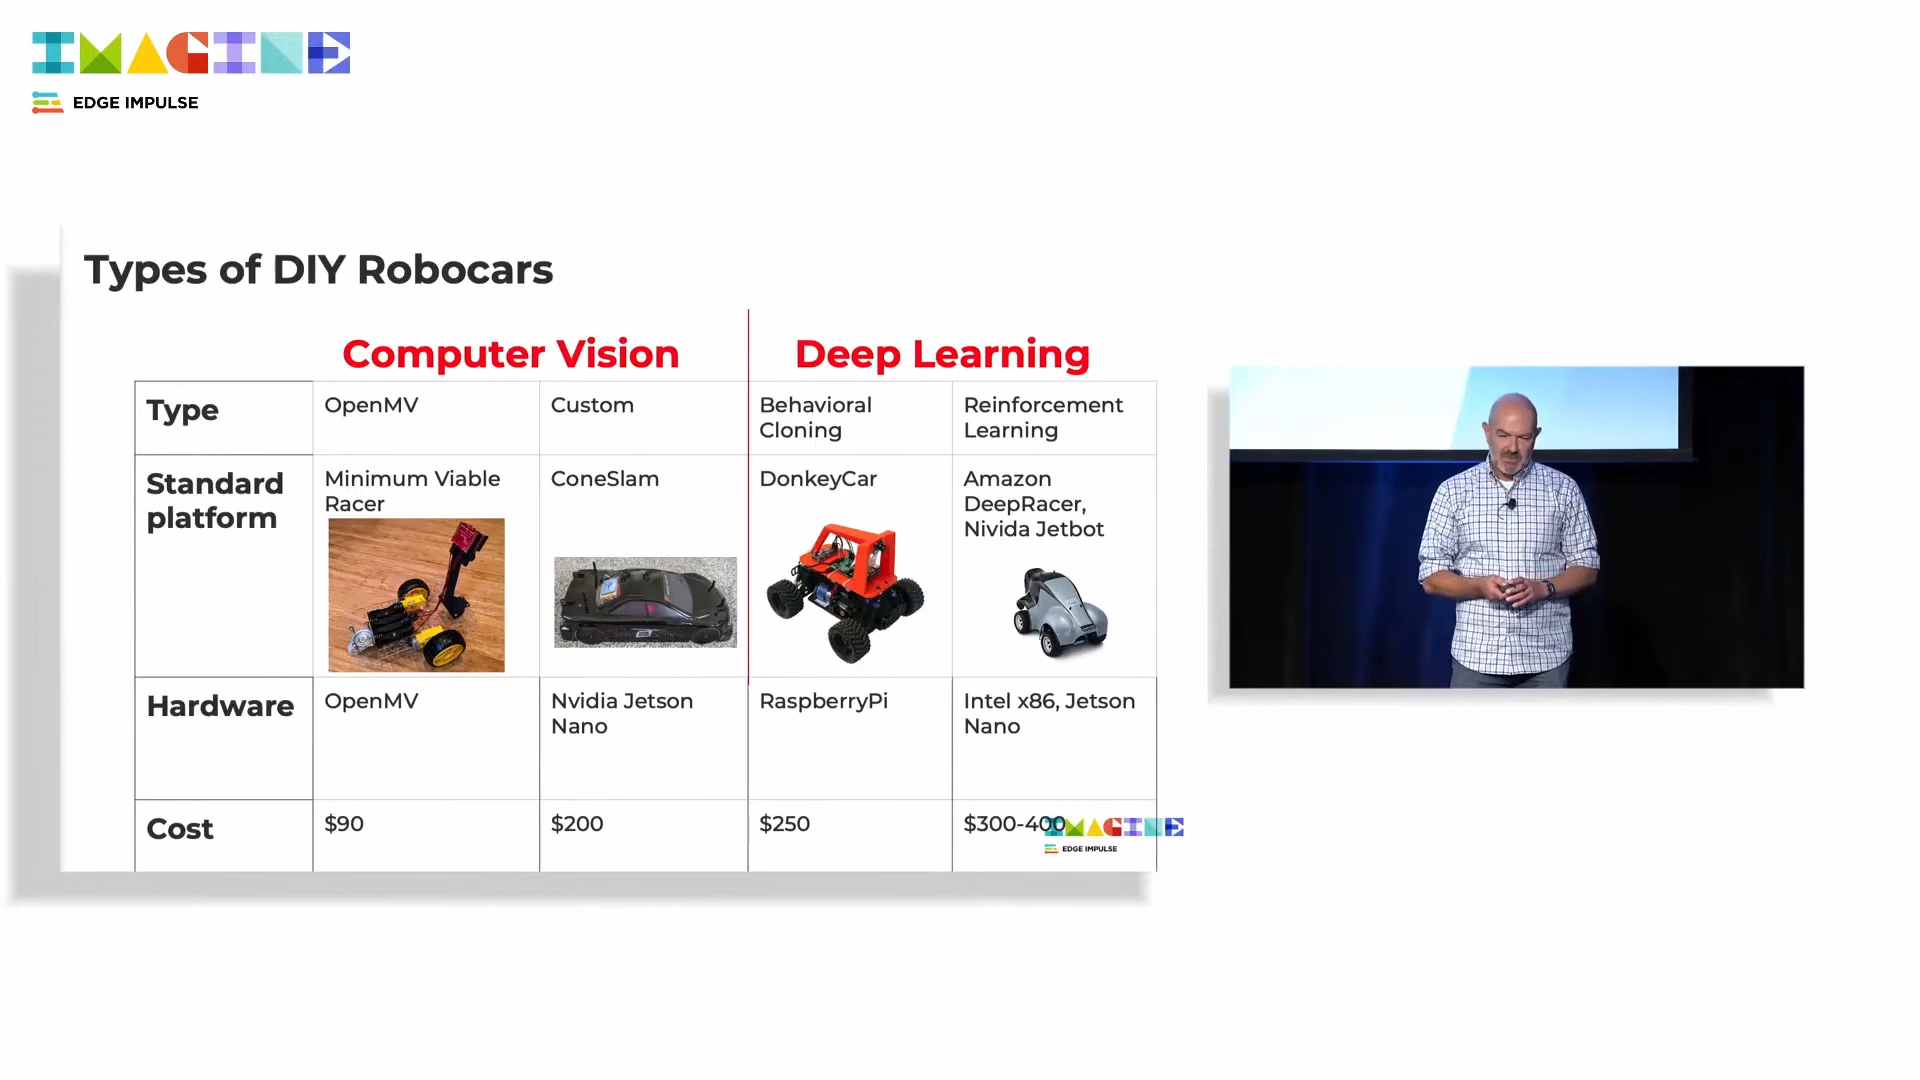 IMAGINE
EDGE IMPULSE
Types of DIY Robocars
Computer Vision
Deep Learning
Type
OpenMV
Custom
Behavioral
Cloning
Reinforcement
Learning
Standard
platform
Minimum Viable
Racer
ConeSlam
DonkeyCar
Amazon
DeepRacer,
Nivida Jetbot
Hardware
OpenMV
Nvidia Jetson
Nano
RaspberryPi
Intel x86, Jetson
Nano
Cost
$90
$200
$250
$300-400
IMAGINE
EDGE IMPULSE